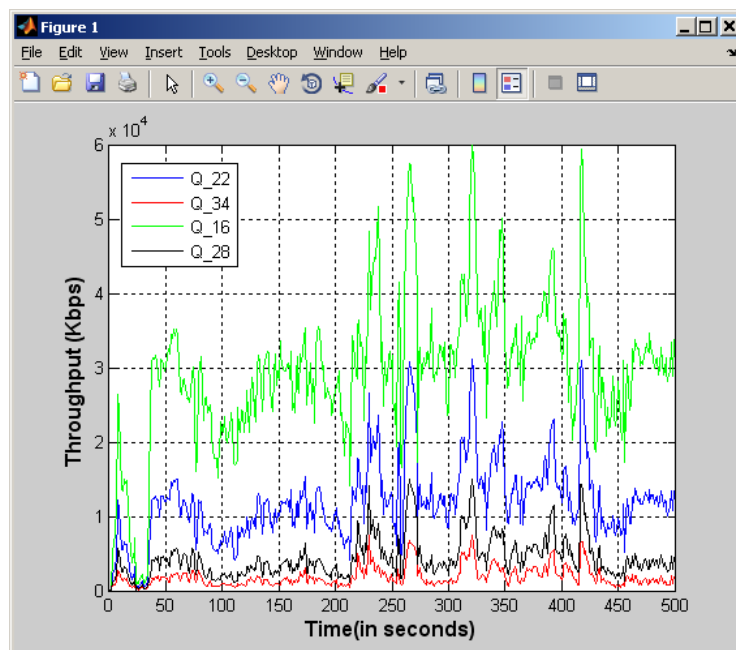 Figure 1
File Edit View Insert Tools Desktop Window Help
x 10^4
6
5
4
3
2
1
0
Q_22
Q_34
Q_16
Q_28
Throughput (Kbps)
0 50 100 150 200 250 300 350 400 450 500
Time(in seconds)